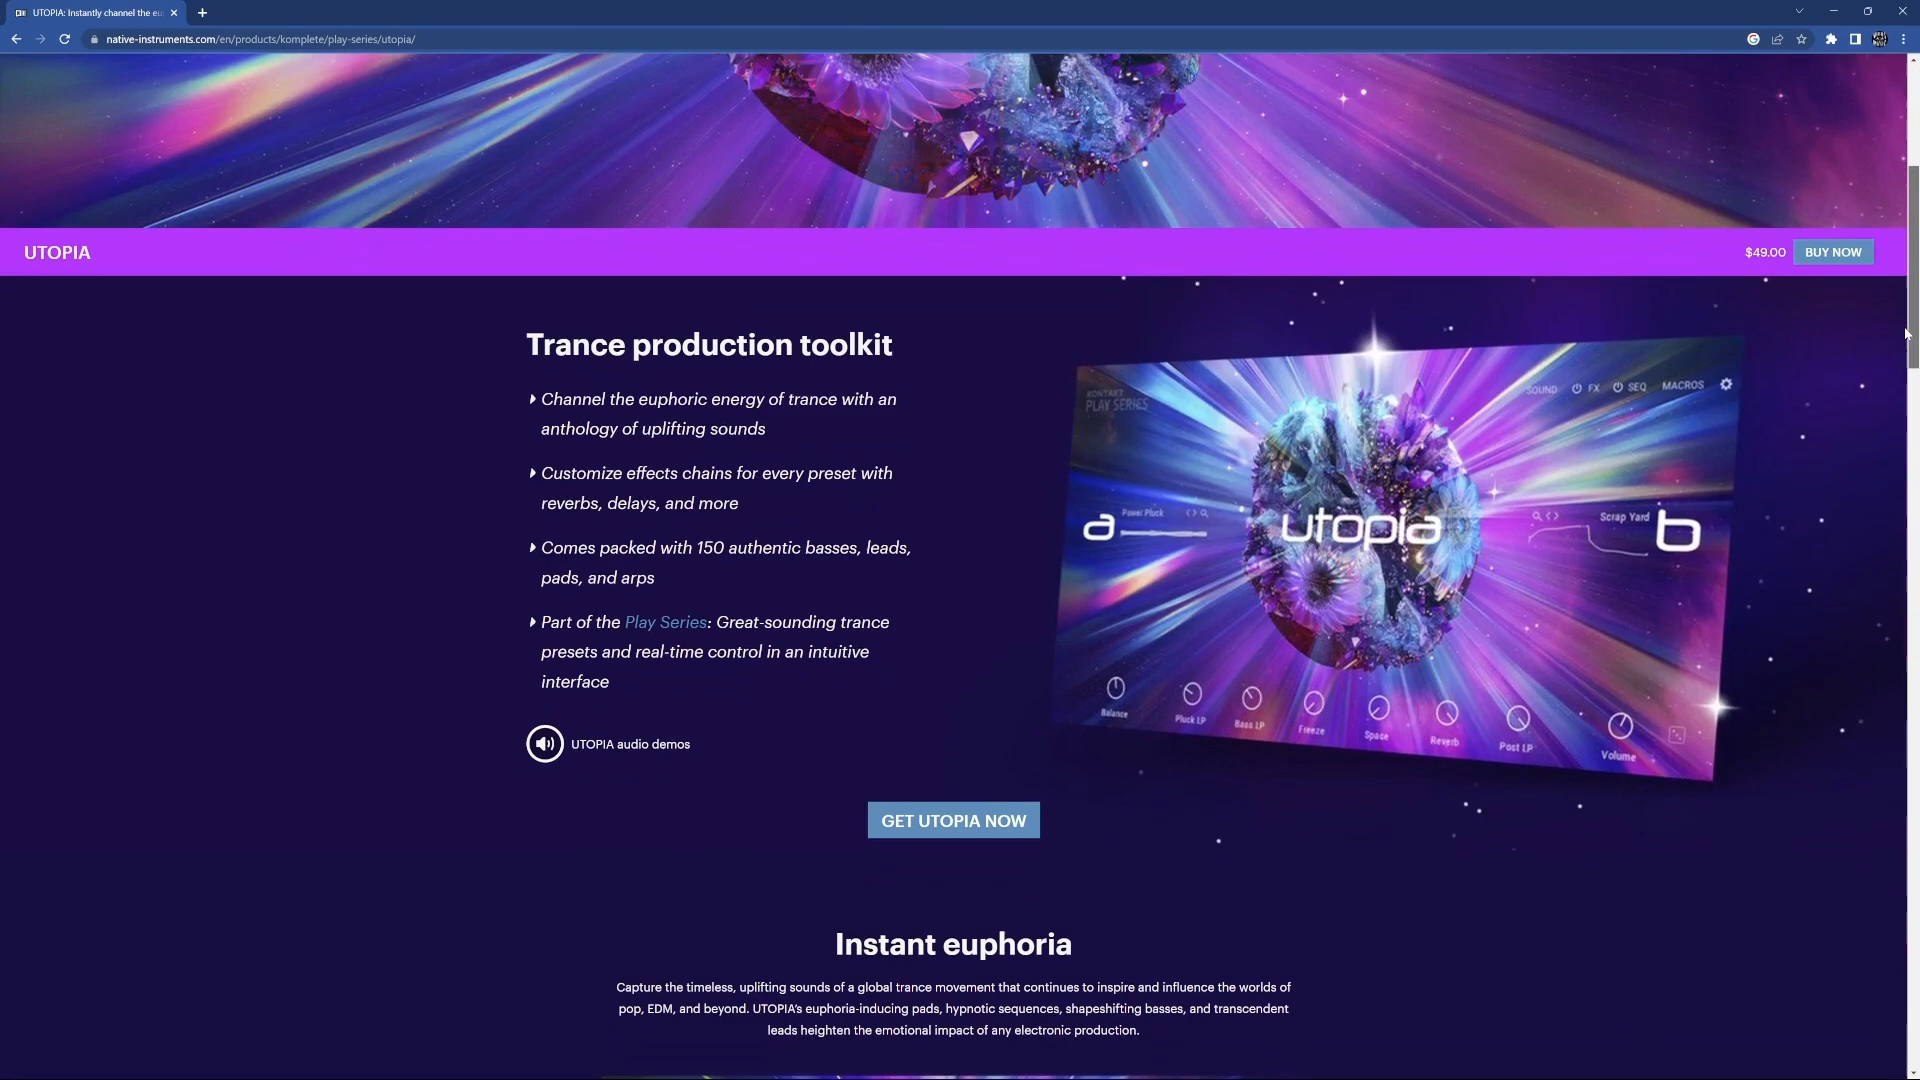 UTOPIA: Instantly channel the eu
native-instruments.com/en/products/komplete/play-series/utopia/
UTOPIA
$49.00
BUY NOW
Trance production toolkit
Channel the euphoric energy of trance with an
anthology of uplifting sounds
Customize effects chains for every preset with
reverbs, delays, and more
Comes packed with 150 authentic basses, leads,
pads, and arps
Part of the Play Series: Great-sounding trance
presets and real-time control in an intuitive
interface
UTOPIA audio demos
KONTAKT
PLAY SERIES
SOUND FX SEQ MACROS
a Power Pluck
utopia
Scrap Yard b
Balance Pluck LP Bass LP Freeze Space Reverb Post LP Volume
GET UTOPIA NOW
Instant euphoria
Capture the timeless, uplifting sounds of a global trance movement that continues to inspire and influence the worlds of
pop, EDM, and beyond. UTOPIA's euphoria-inducing pads, hypnotic sequences, shapeshifting basses, and transcendent
leads heighten the emotional impact of any electronic production.